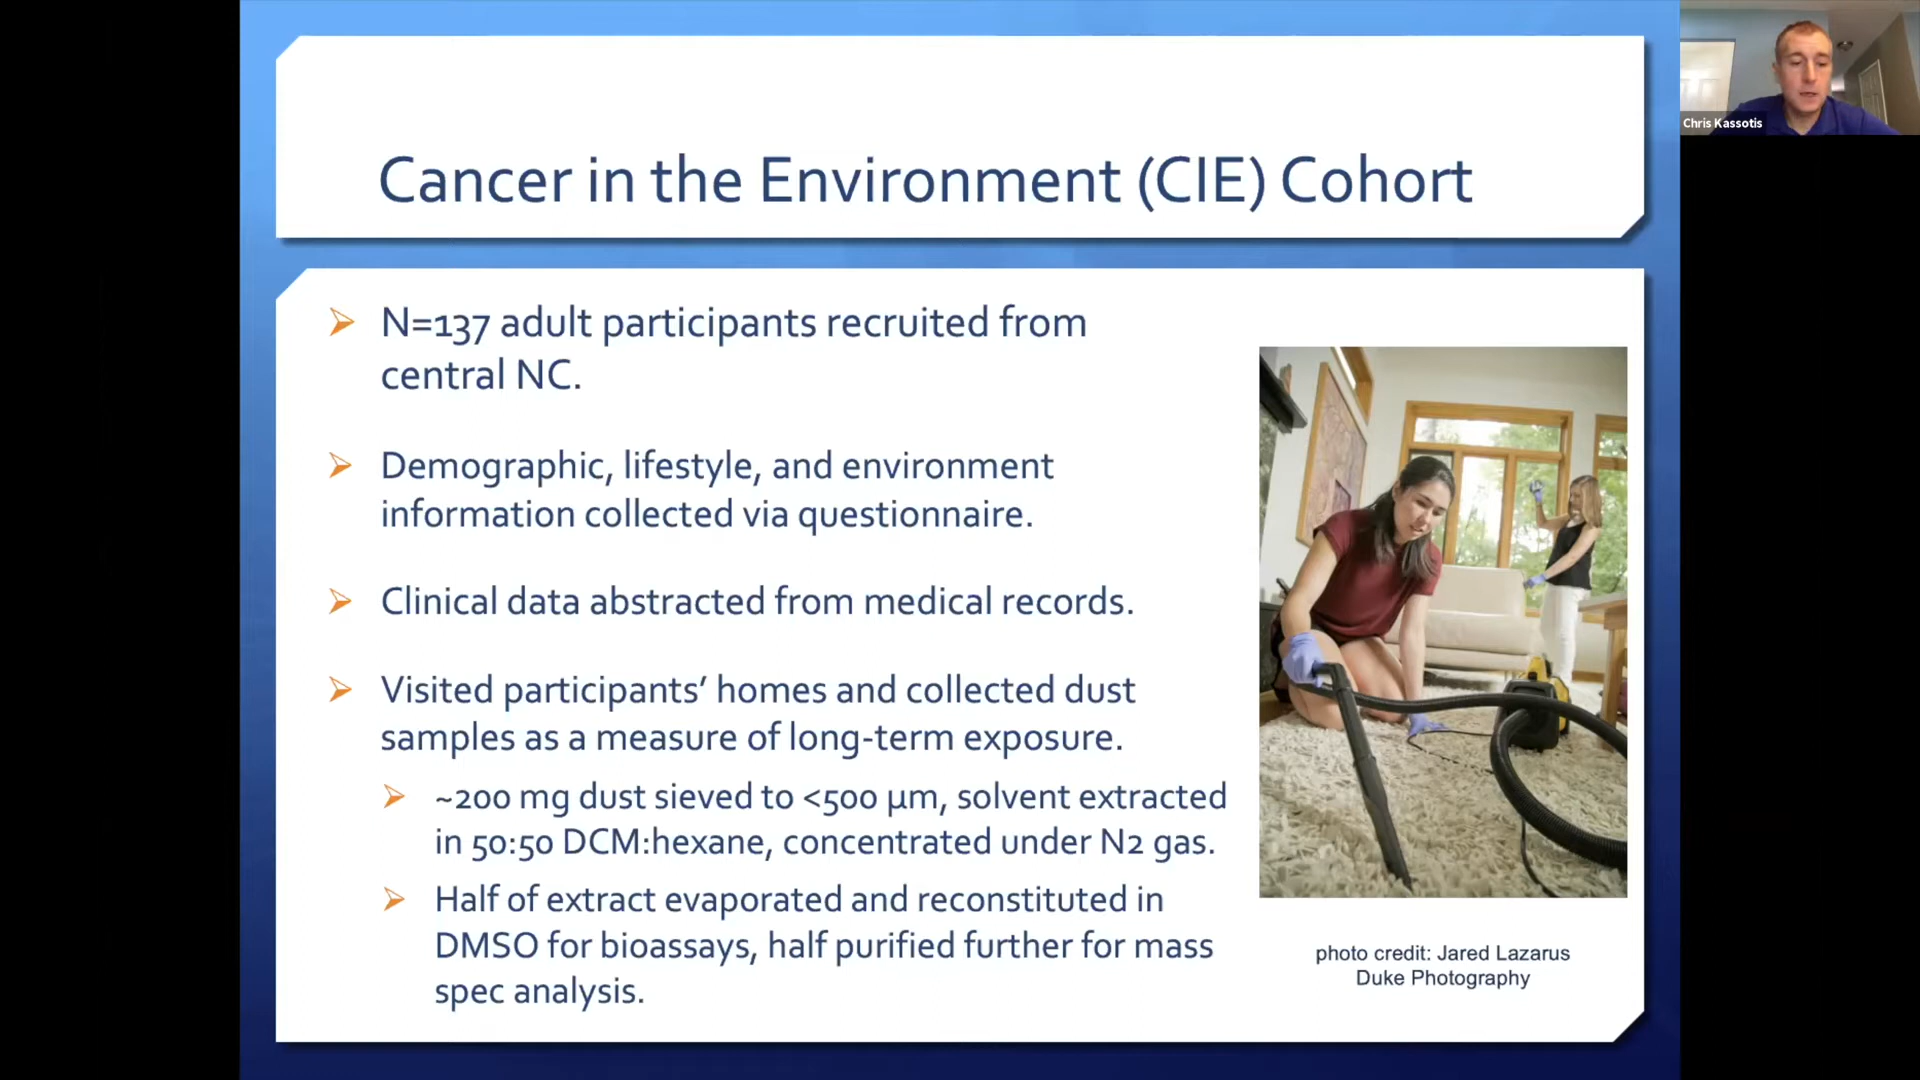 Cancer in the Environment (CIE) Cohort
Chris Kassotis
N=137 adult participants recruited from
central NC.
Demographic, lifestyle, and environment
information collected via questionnaire.
Clinical data abstracted from medical records.
Visited participants’ homes and collected dust
samples as a measure of long-term exposure.
~200 mg dust sieved to <500 µm, solvent extracted
in 50:50 DCM:hexane, concentrated under N2 gas.
Half of extract evaporated and reconstituted in
DMSO for bioassays, half purified further for mass
spec analysis.
photo credit: Jared Lazarus
Duke Photography